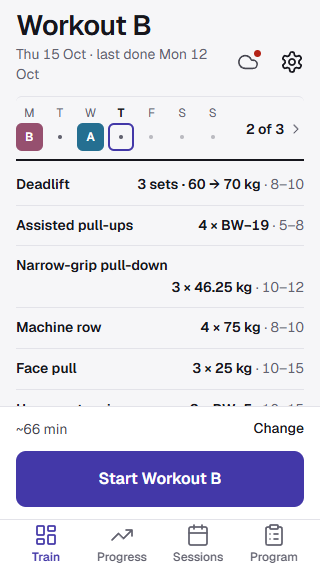 Workout B
Thu 15 Oct · last done Mon 12
Oct
M T W T F S S
B A 2 of 3
Deadlift 3 sets · 60 → 70 kg · 8–10
Assisted pull-ups 4 × BW–19 · 5–8
Narrow-grip pull-down
3 × 46.25 kg · 10–12
Machine row 4 × 75 kg · 8–10
Face pull 3 × 25 kg · 10–15
~66 min Change
Start Workout B
Train Progress Sessions Program